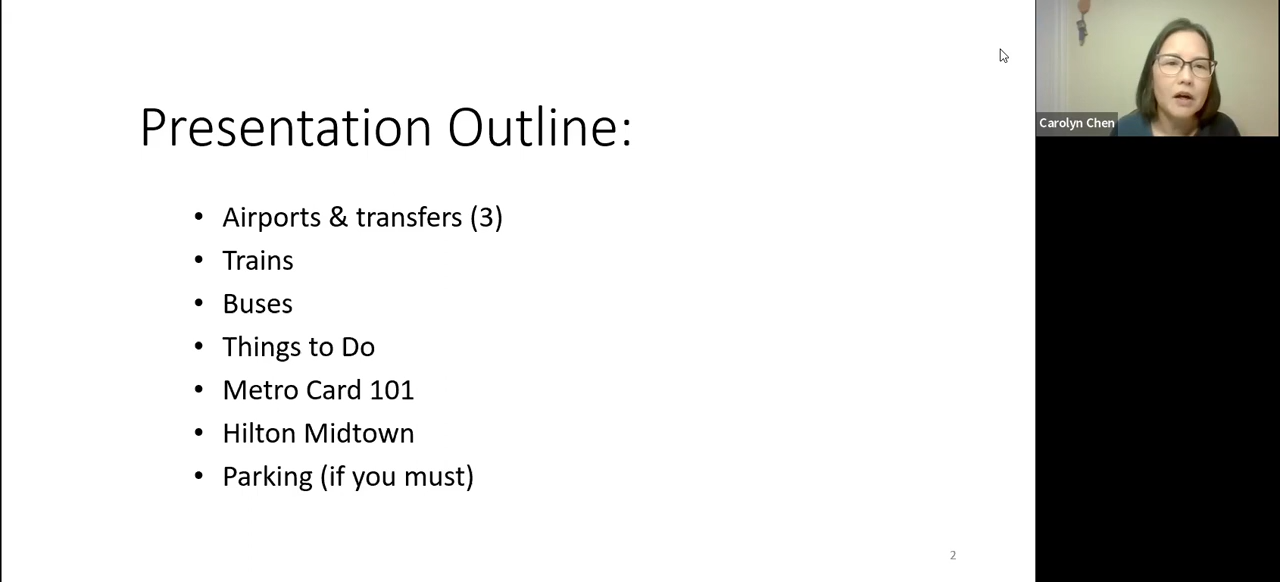 Presentation Outline:
• Airports & transfers (3)
• Trains
• Buses
• Things to Do
• Metro Card 101
• Hilton Midtown
• Parking (if you must)
2
Carolyn Chen